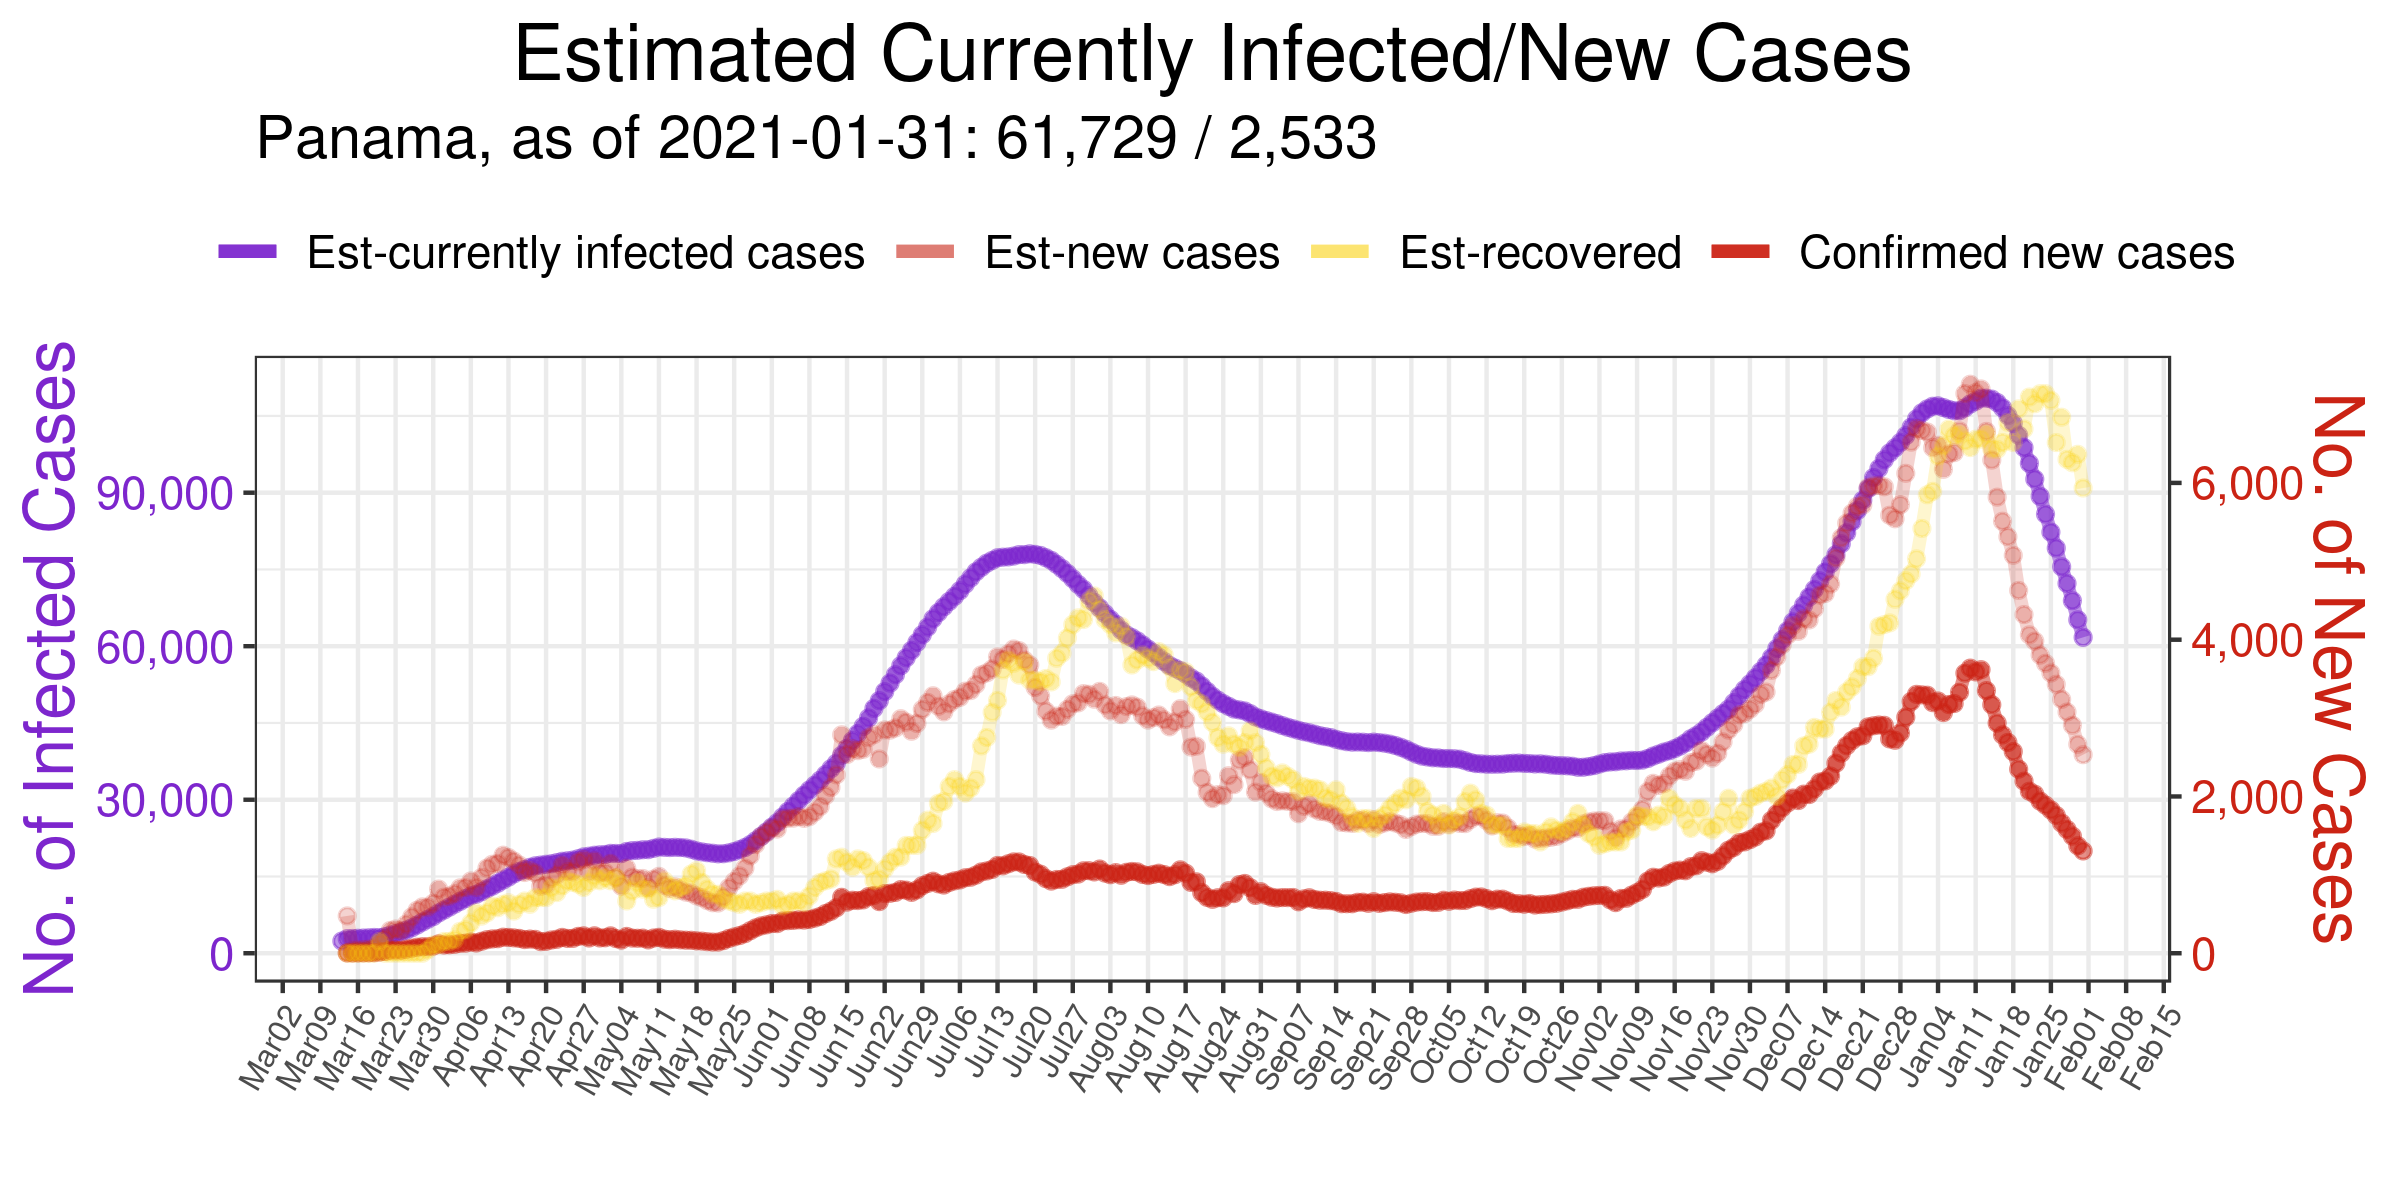 Estimated Currently Infected/New Cases
Panama, as of 2021-01-31: 61,729 / 2,533
Est-currently infected cases Est-new cases Est-recovered Confirmed new cases
No. of Infected Cases
90,000
60,000
30,000
0
No. of New Cases
6,000
4,000
2,000
0
Mar02 Mar09 Mar16 Mar23 Mar30 Apr06 Apr13 Apr20 Apr27 May04 May11 May18 May25 Jun01 Jun08 Jun15 Jun22 Jun29 Jul06 Jul13 Jul20 Jul27 Aug03 Aug10 Aug17 Aug24 Aug31 Sep07 Sep14 Sep21 Sep28 Oct05 Oct12 Oct19 Oct26 Nov02 Nov09 Nov16 Nov23 Nov30 Dec07 Dec14 Dec21 Dec28 Dec04 Jan11 Jan18 Jan25 Feb01 Feb08 Feb15